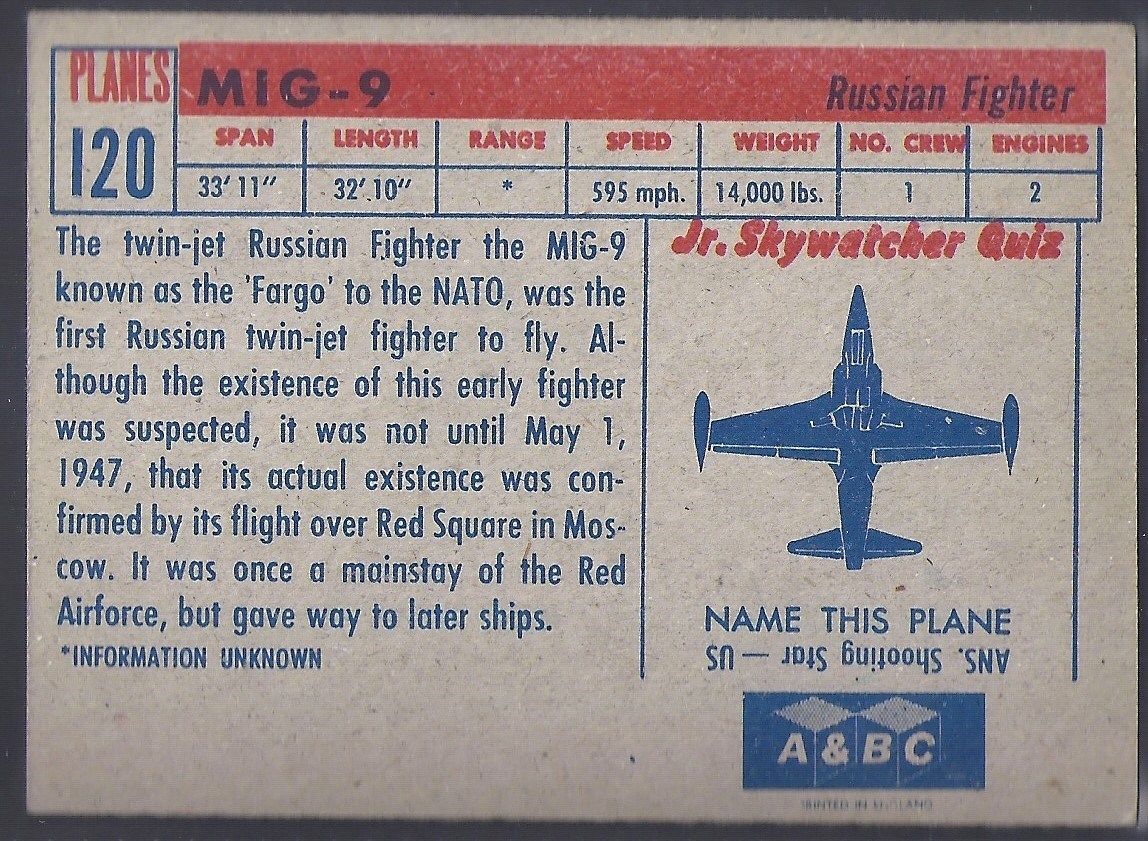 PLANES
120
MIG-9
Russian Fighter
SPAN LENGTH RANGE SPEED WEIGHT NO. CREW ENGINES
33' 11" 32'.10" * 595 mph. 14,000 lbs. 1 2
The twin-jet Russian Fighter the MIG-9
known as the 'Fargo' to the NATO, was the
first Russian twin-jet fighter to fly. Al-
though the existence of this early fighter
was suspected, it was not until May 1,
1947, that its actual existence was con-
firmed by its flight over Red Square in Mos-
cow. It was once a mainstay of the Red
Airforce, but gave way to later ships.
*INFORMATION UNKNOWN
Jr. Skywatcher Quiz
NAME THIS PLANE
ANS. Shooting Star — US
A & B C
PRINTED IN ENGLAND